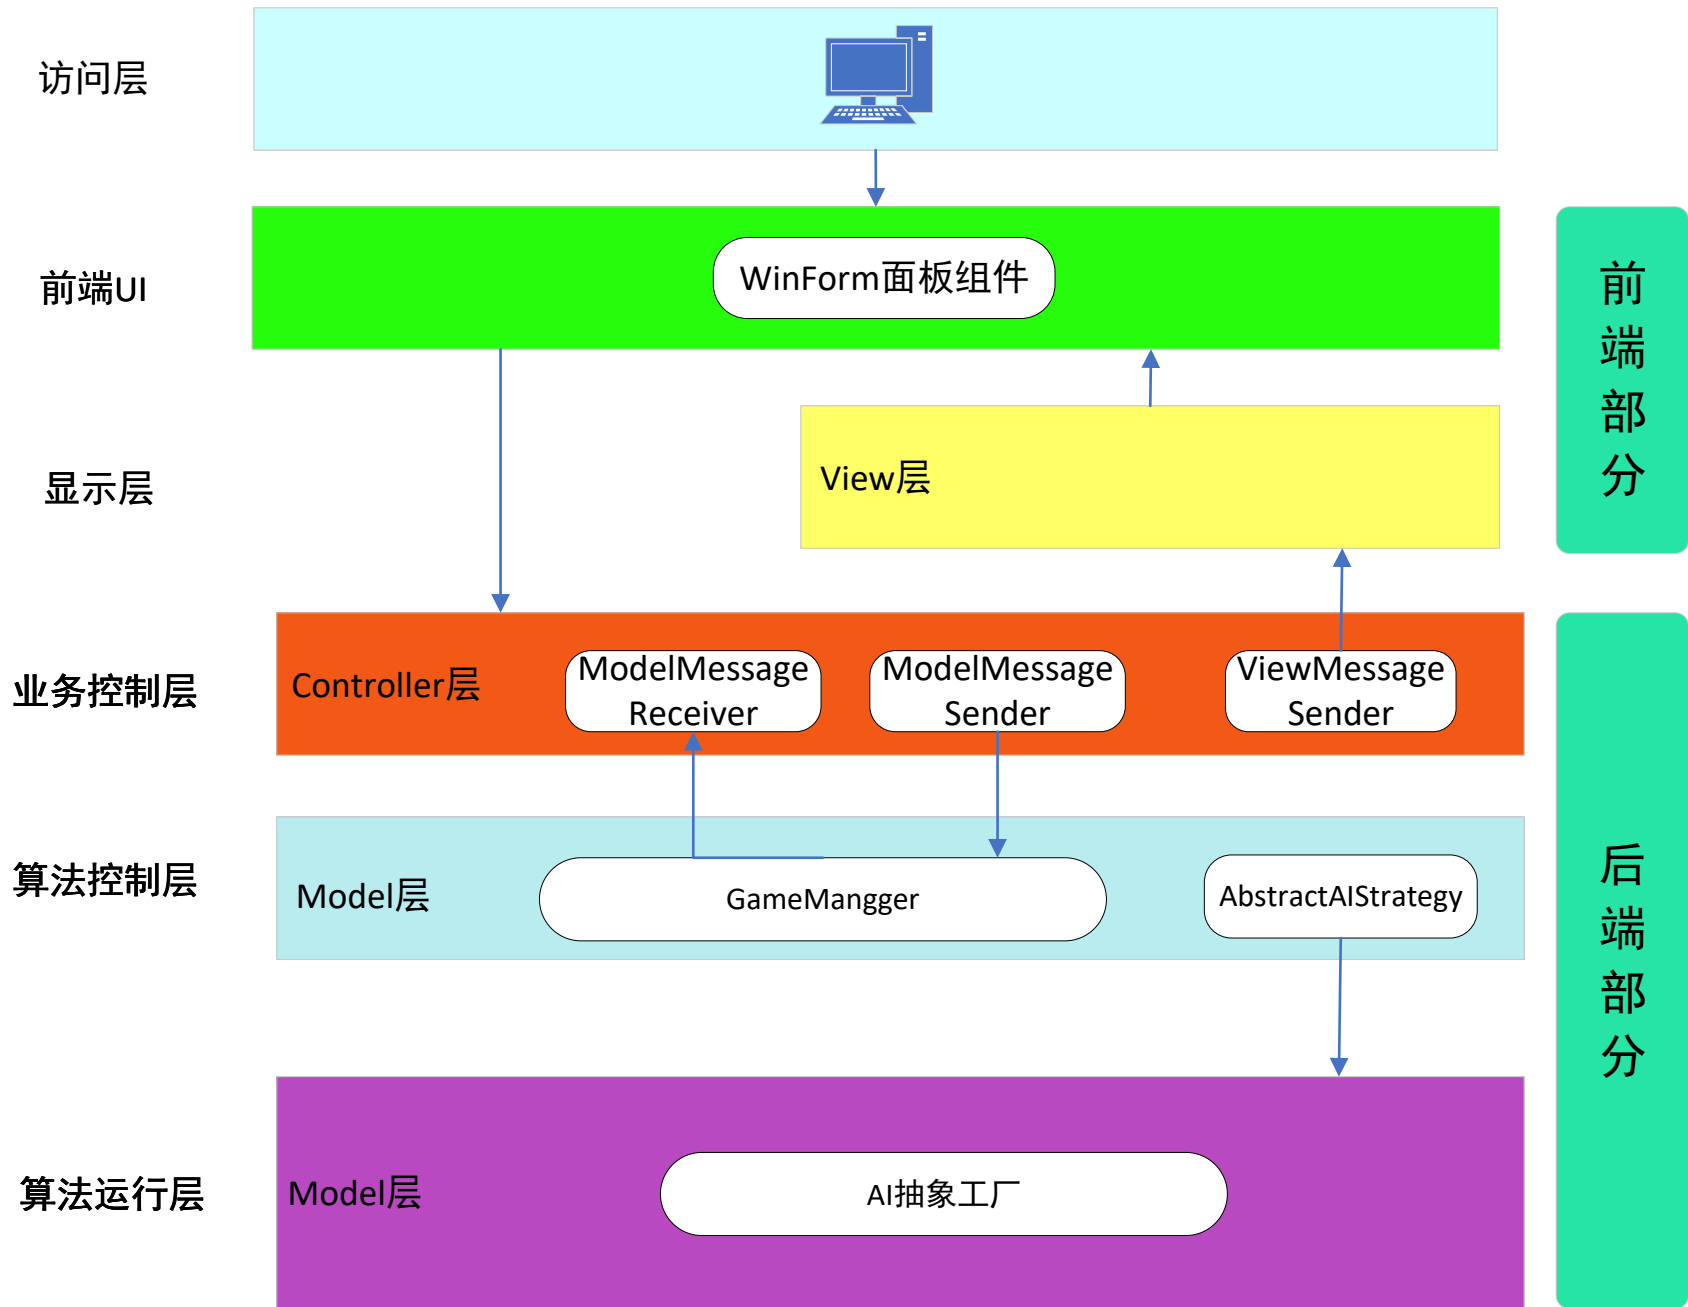 访问层
前端UI
WinForm面板组件
前
端
部
分
显示层
View层
业务控制层
Controller层
ModelMessage
Receiver
ModelMessage
Sender
ViewMessage
Sender
算法控制层
Model层
GameMangger
AbstractAIStrategy
后
端
部
分
算法运行层
Model层
AI抽象工厂